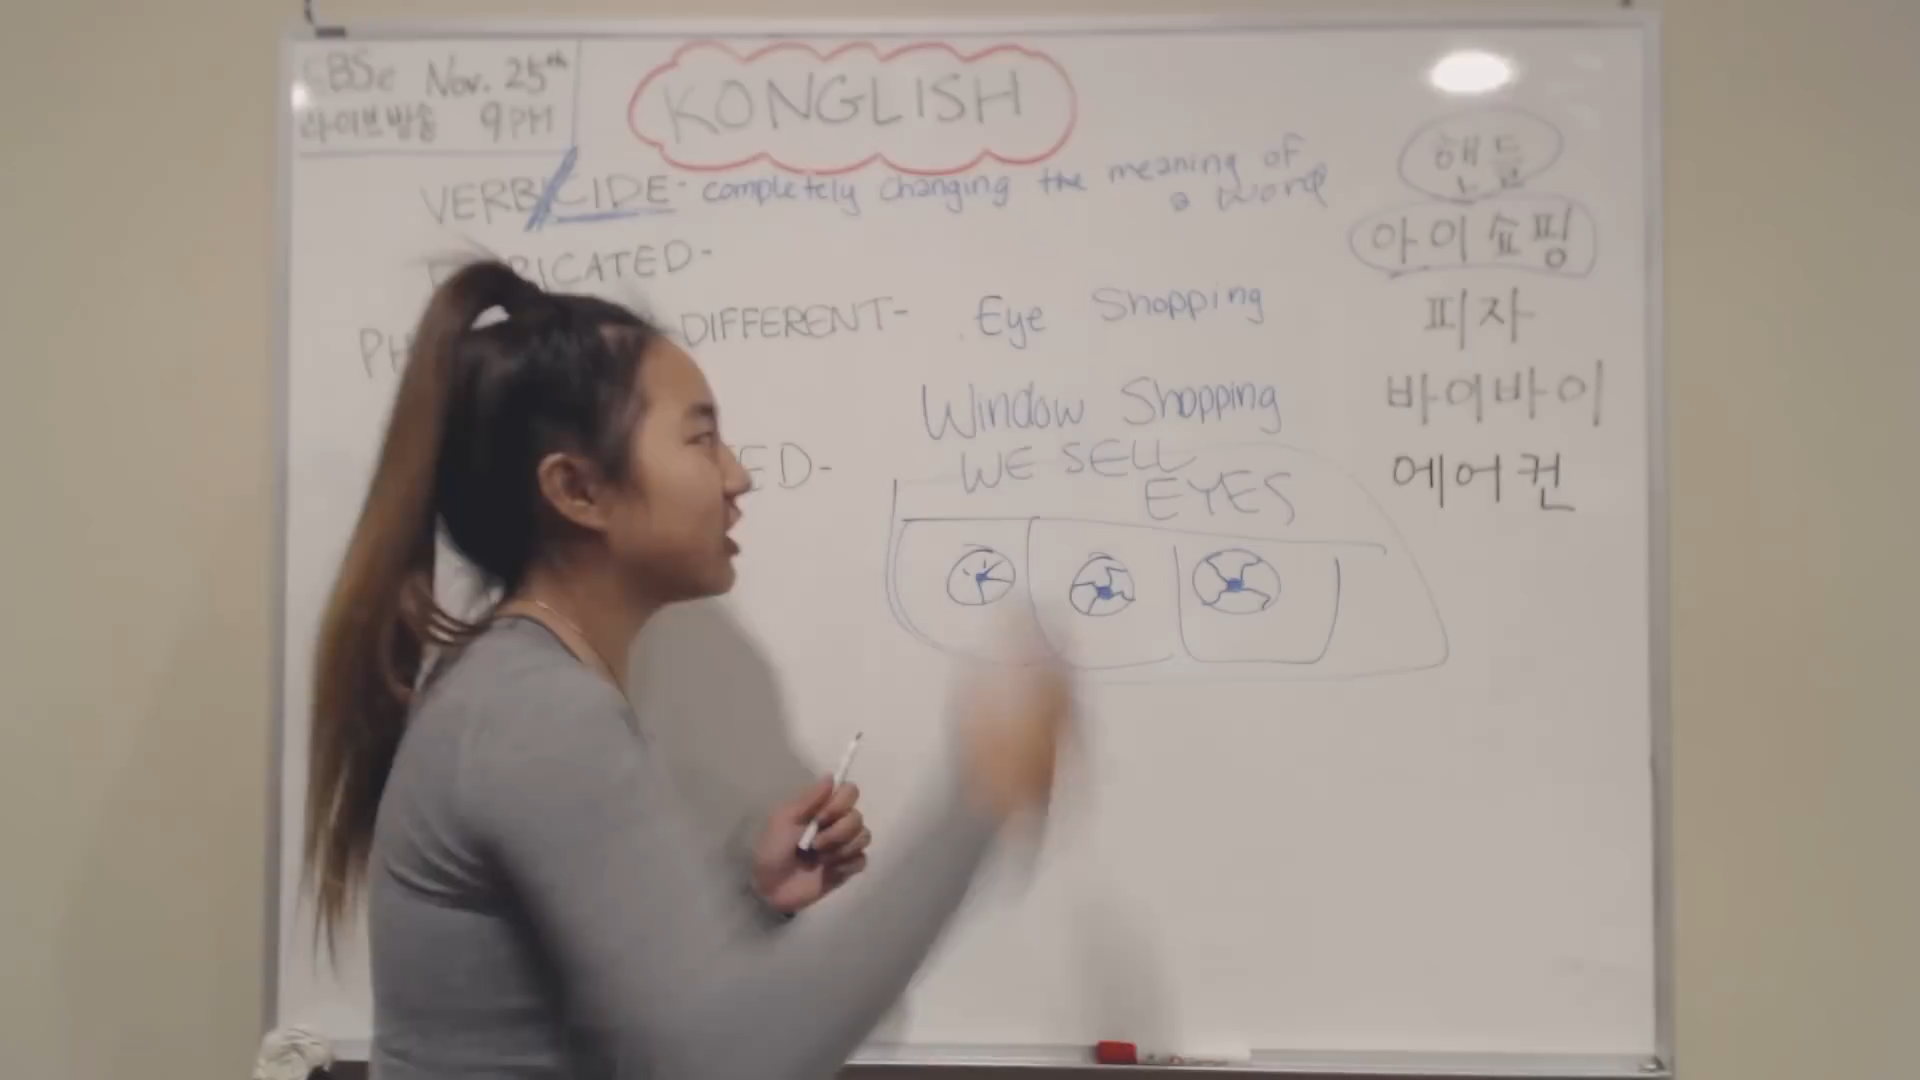 EBSe Nov. 25th
라이브방송 9PM
KONGLISH
VERBICIDE - completely changing the meaning of
a word
DIFFERENT-
Eye Shopping
Window Shopping
WE SELL
EYES
핸들
아이쇼핑
피자
바이바이
에어컨